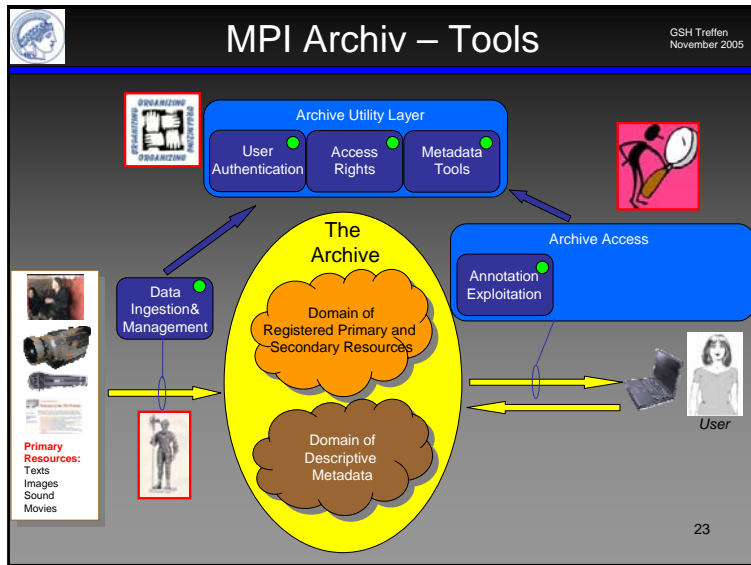 MPI Archiv – Tools
GSH Treffen
November 2005
ORGANIZING
ORGANIZING
ORGANIZING
ORGANIZING
Archive Utility Layer
User
Authentication
Access
Rights
Metadata
Tools
The
Archive
Archive Access
Annotation
Exploitation
Data
Ingestion&
Management
Domain of
Registered Primary and
Secondary Resources
Domain of
Descriptive
Metadata
User
Primary
Resources:
Texts
Images
Sound
Movies
23